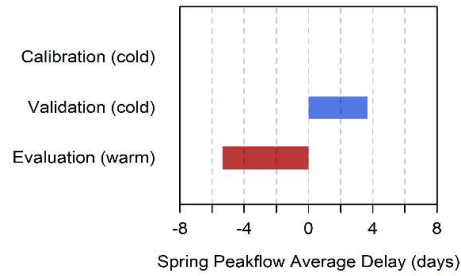 Calibration (cold)
Validation (cold)
Evaluation (warm)
-8 -4 0 4 8
Spring Peakflow Average Delay (days)